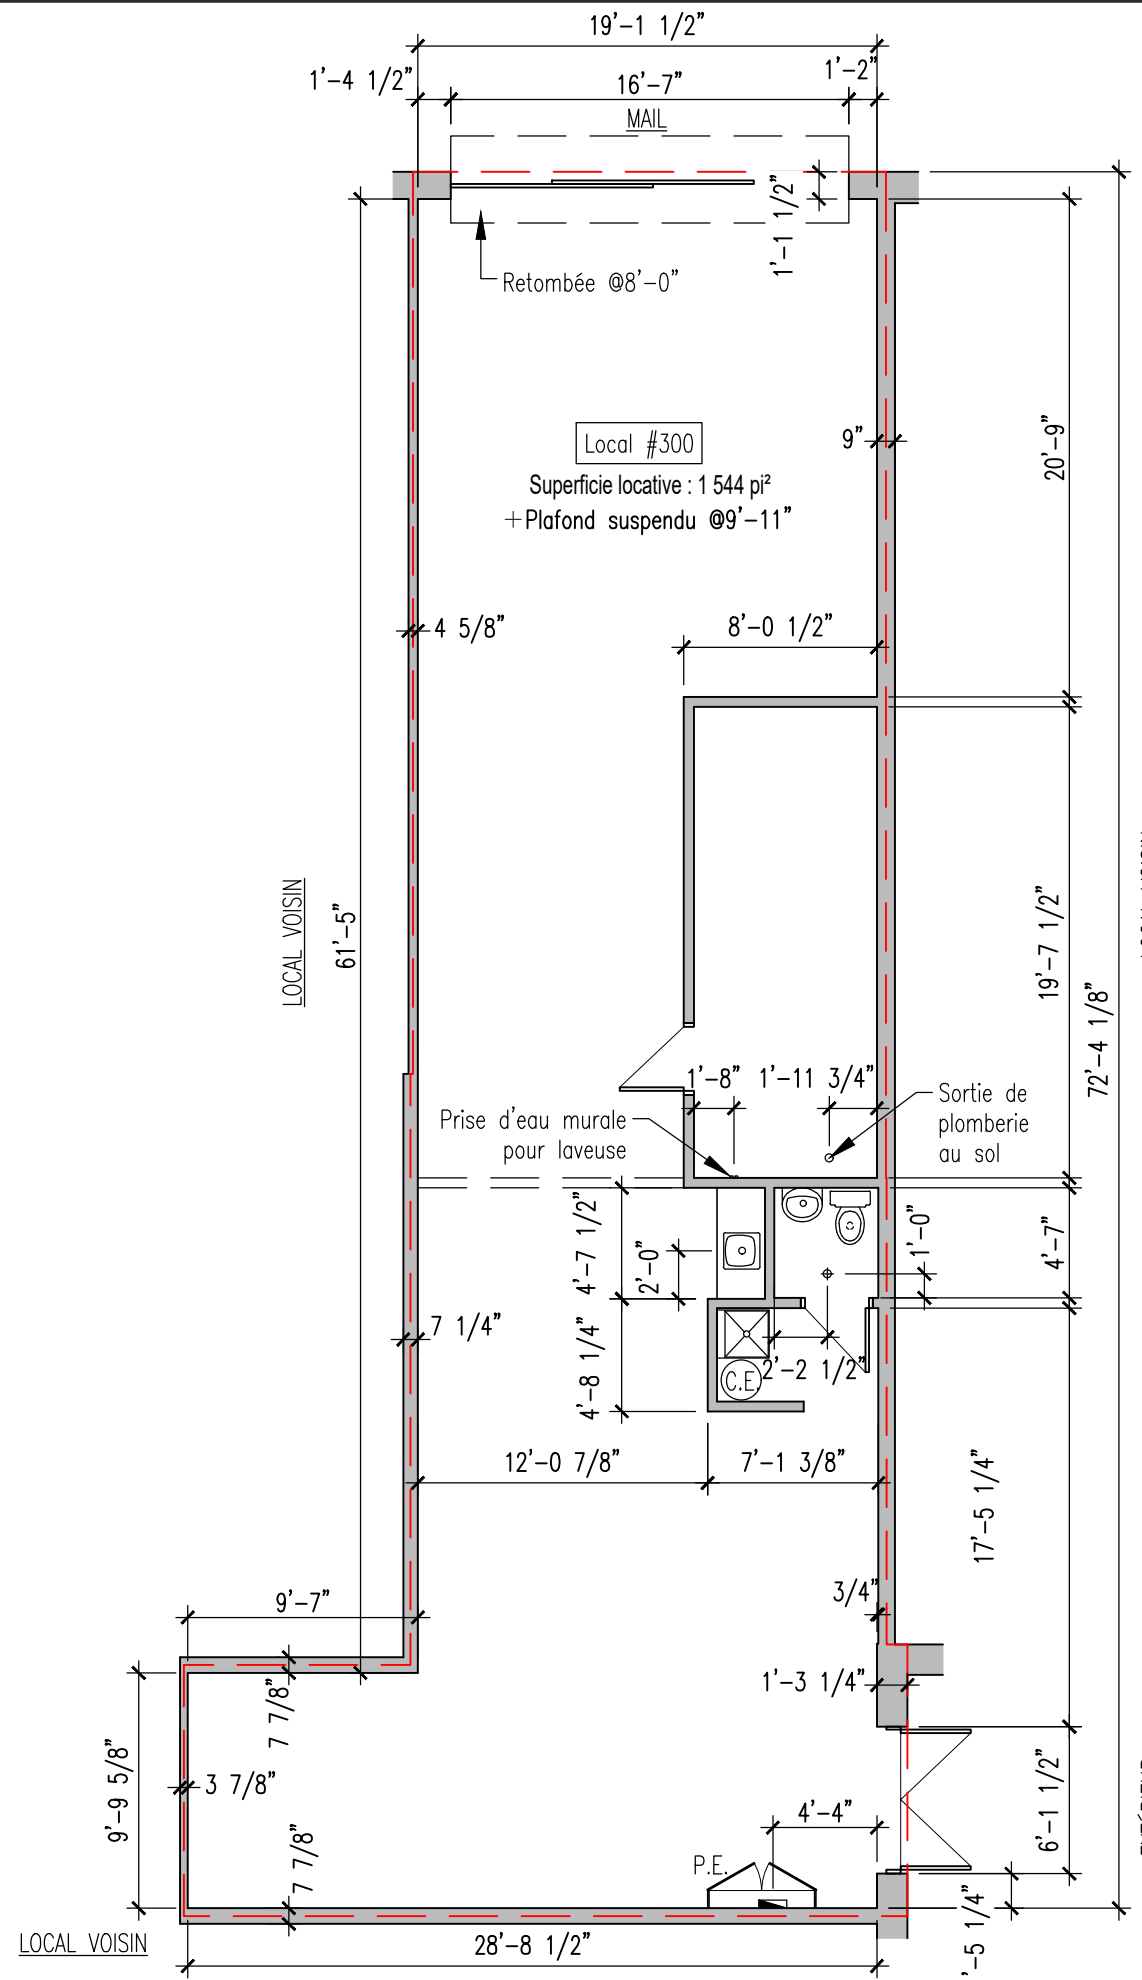 19'-1 1/2"
1'-4 1/2"
16'-7"
1'-2"
MAIL
1'-1 1/2"
Retombée @8'-0"
Local #300
Superficie locative : 1 544 pi²
+Plafond suspendu @9'-11"
9"
20'-9"
4 5/8"
8'-0 1/2"
LOCAL VOISIN
61'-5"
19'-7 1/2"
72'-4 1/8"
1'-8"
1'-11 3/4"
Prise d'eau murale
pour laveuse
Sortie de
plomberie
au sol
4'-7 1/2"
2'-0"
1'-0"
4'-7"
7 1/4"
4'-8 1/4"
2'-2 1/2"
C.E.
12'-0 7/8"
7'-1 3/8"
17'-5 1/4"
9'-7"
3/4"
7 7/8"
1'-3 1/4"
9'-9 5/8"
3 7/8"
4'-4"
6'-1 1/2"
7 7/8"
P.E.
'-5 1/4"
LOCAL VOISIN
28'-8 1/2"